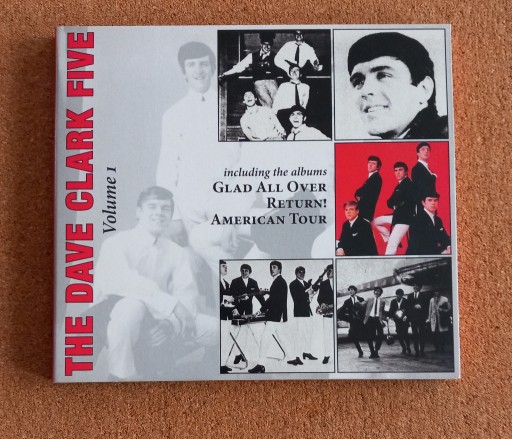 THE DAVE CLARK FIVE
Volume 1
including the albums
GLAD ALL OVER
RETURN!
AMERICAN TOUR